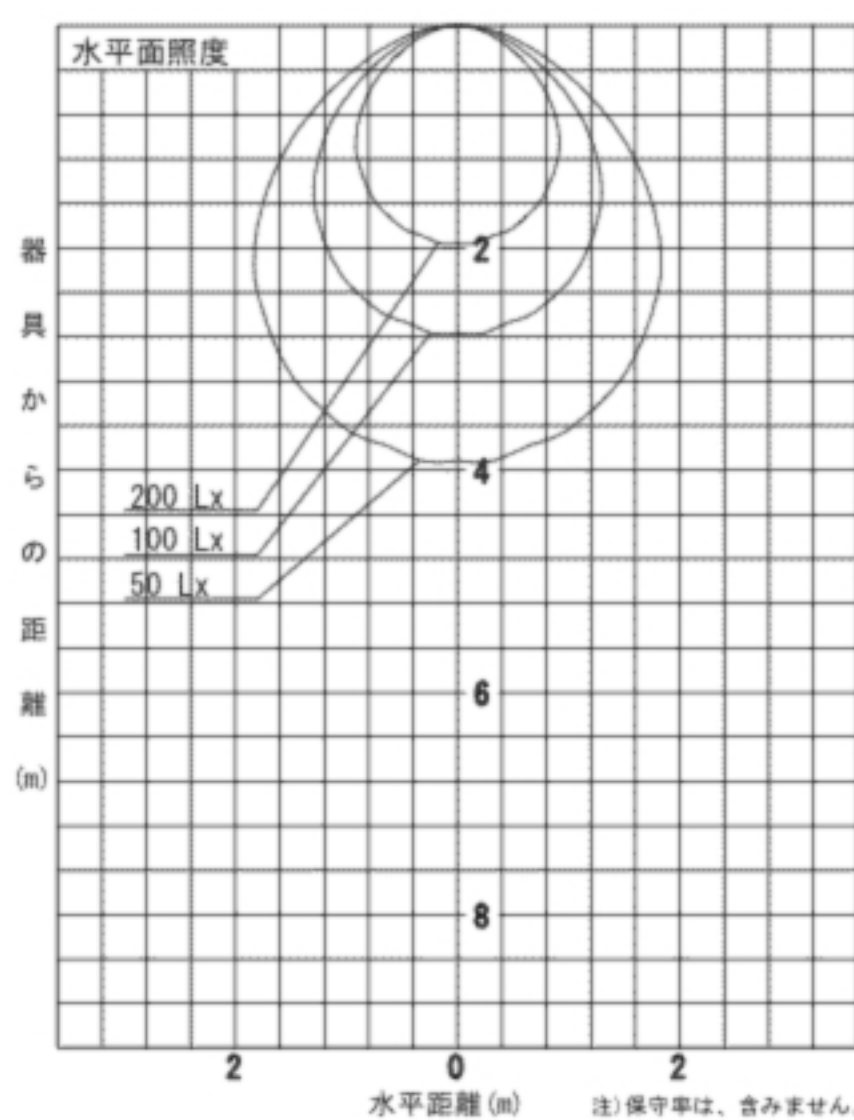 水平面照度
器具からの距離(m)
2
4
200 Lx
100 Lx
50 Lx
6
8
2
0
2
水平距離(m)
注)保守率は、含みません